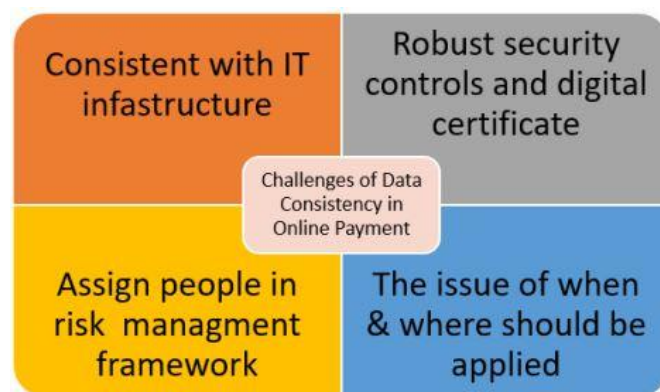 Consistent with IT
infastructure
Robust security
controls and digital
certificate
Challenges of Data
Consistency in
Online Payment
Assign people in
risk managment
framework
The issue of when
& where should be
applied